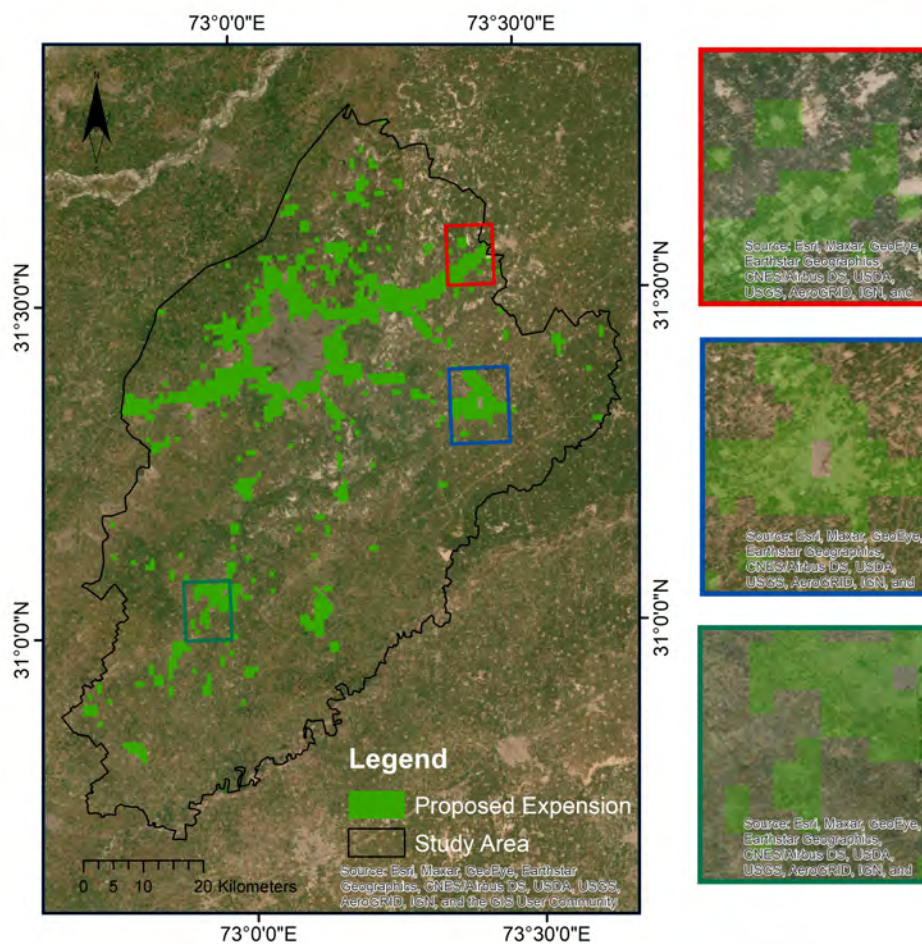 73°0'0"E
73°30'0"E
N
31°30'0"N
31°30'0"N
31°0'0"N
31°0'0"N
Legend
Proposed Expension
Study Area
0 5 10 20 Kilometers
Source: Esri, Maxar, GeoEye, Earthstar
Geographics, CNES/Airbus DS, USDA, USGS,
AeroGRID, IGN, and the GIS User Community
73°0'0"E
73°30'0"E
Source: Esri, Maxar, GeoEye,
Earthstar Geographics,
CNES/Airbus DS, USDA,
USGS, AeroGRID, IGN, and
Source: Esri, Maxar, GeoEye,
Earthstar Geographics,
CNES/Airbus DS, USDA,
USGS, AeroGRID, IGN, and
Source: Esri, Maxar, GeoEye,
Earthstar Geographics,
CNES/Airbus DS, USDA,
USGS, AeroGRID, IGN, and